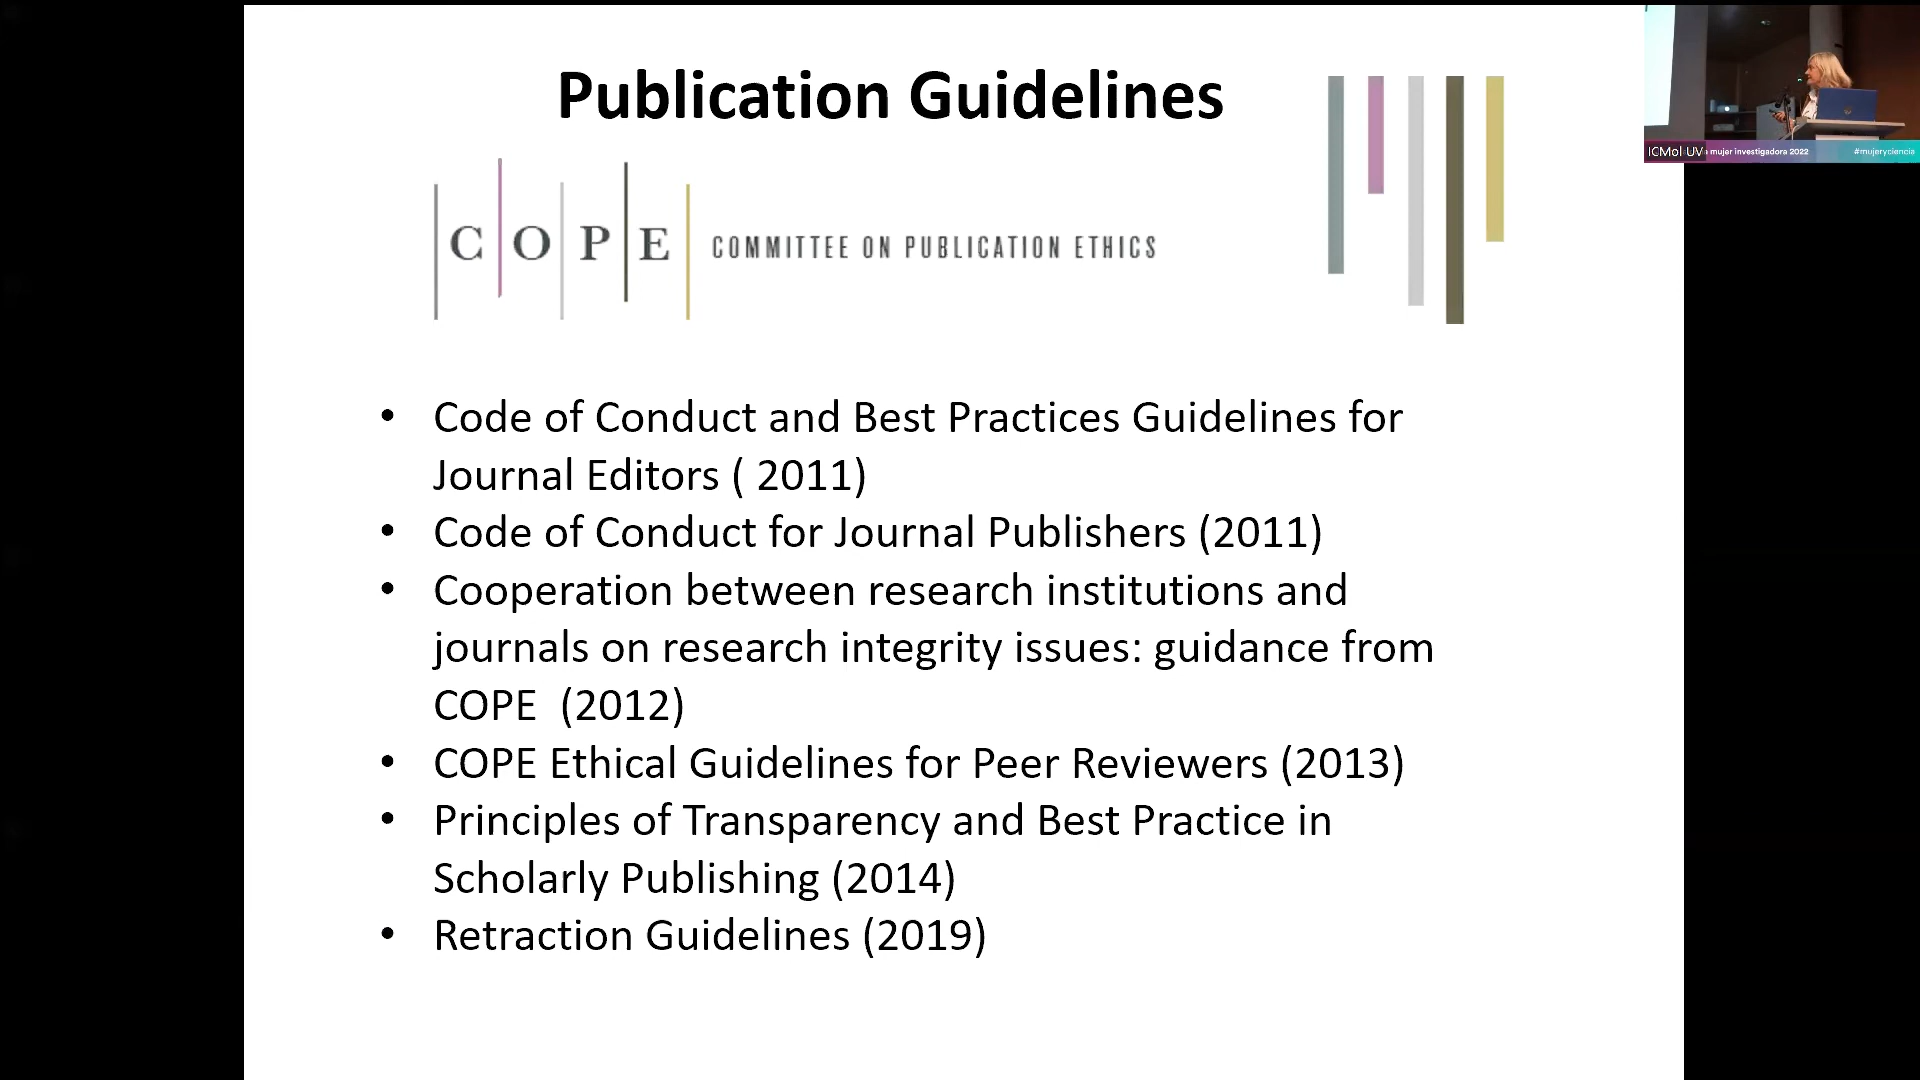 Publication Guidelines
COPE COMMITTEE ON PUBLICATION ETHICS
• Code of Conduct and Best Practices Guidelines for
Journal Editors ( 2011)
• Code of Conduct for Journal Publishers (2011)
• Cooperation between research institutions and
journals on research integrity issues: guidance from
COPE  (2012)
• COPE Ethical Guidelines for Peer Reviewers (2013)
• Principles of Transparency and Best Practice in
Scholarly Publishing (2014)
• Retraction Guidelines (2019)
ICMol UV
mujer investigadora 2022
#mujeryciencia